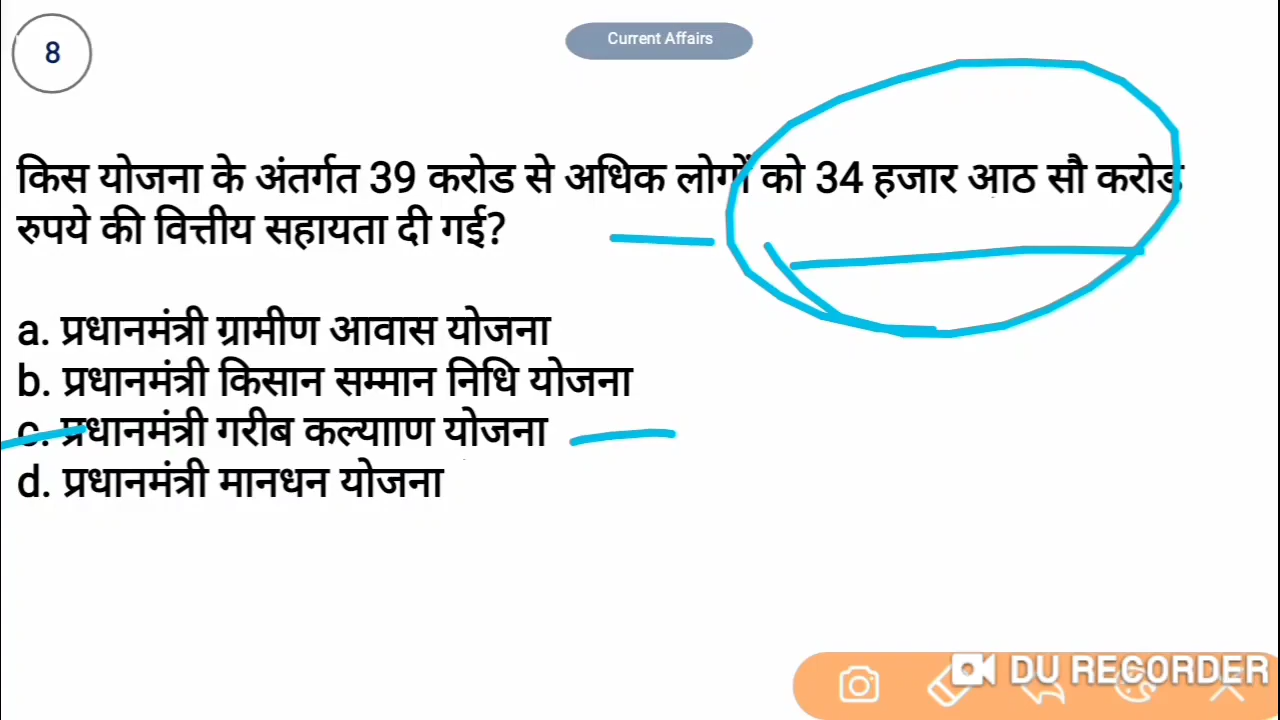 8
Current Affairs
किस योजना के अंतर्गत 39 करोड से अधिक लोगों को 34 हजार आठ सौ करोड
रुपये की वित्तीय सहायता दी गई?
a. प्रधानमंत्री ग्रामीण आवास योजना
b. प्रधानमंत्री किसान सम्मान निधि योजना
c. प्रधानमंत्री गरीब कल्यााण योजना
d. प्रधानमंत्री मानधन योजना
DU RECORDER